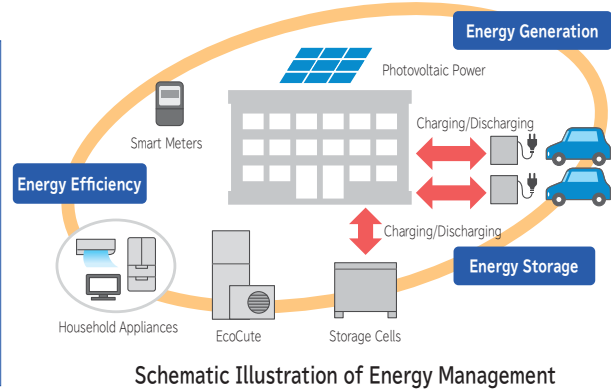 Energy Generation
Photovoltaic Power
Charging/Discharging
Smart Meters
Energy Efficiency
Charging/Discharging
Energy Storage
Household Appliances
EcoCute
Storage Cells
Schematic Illustration of Energy Management